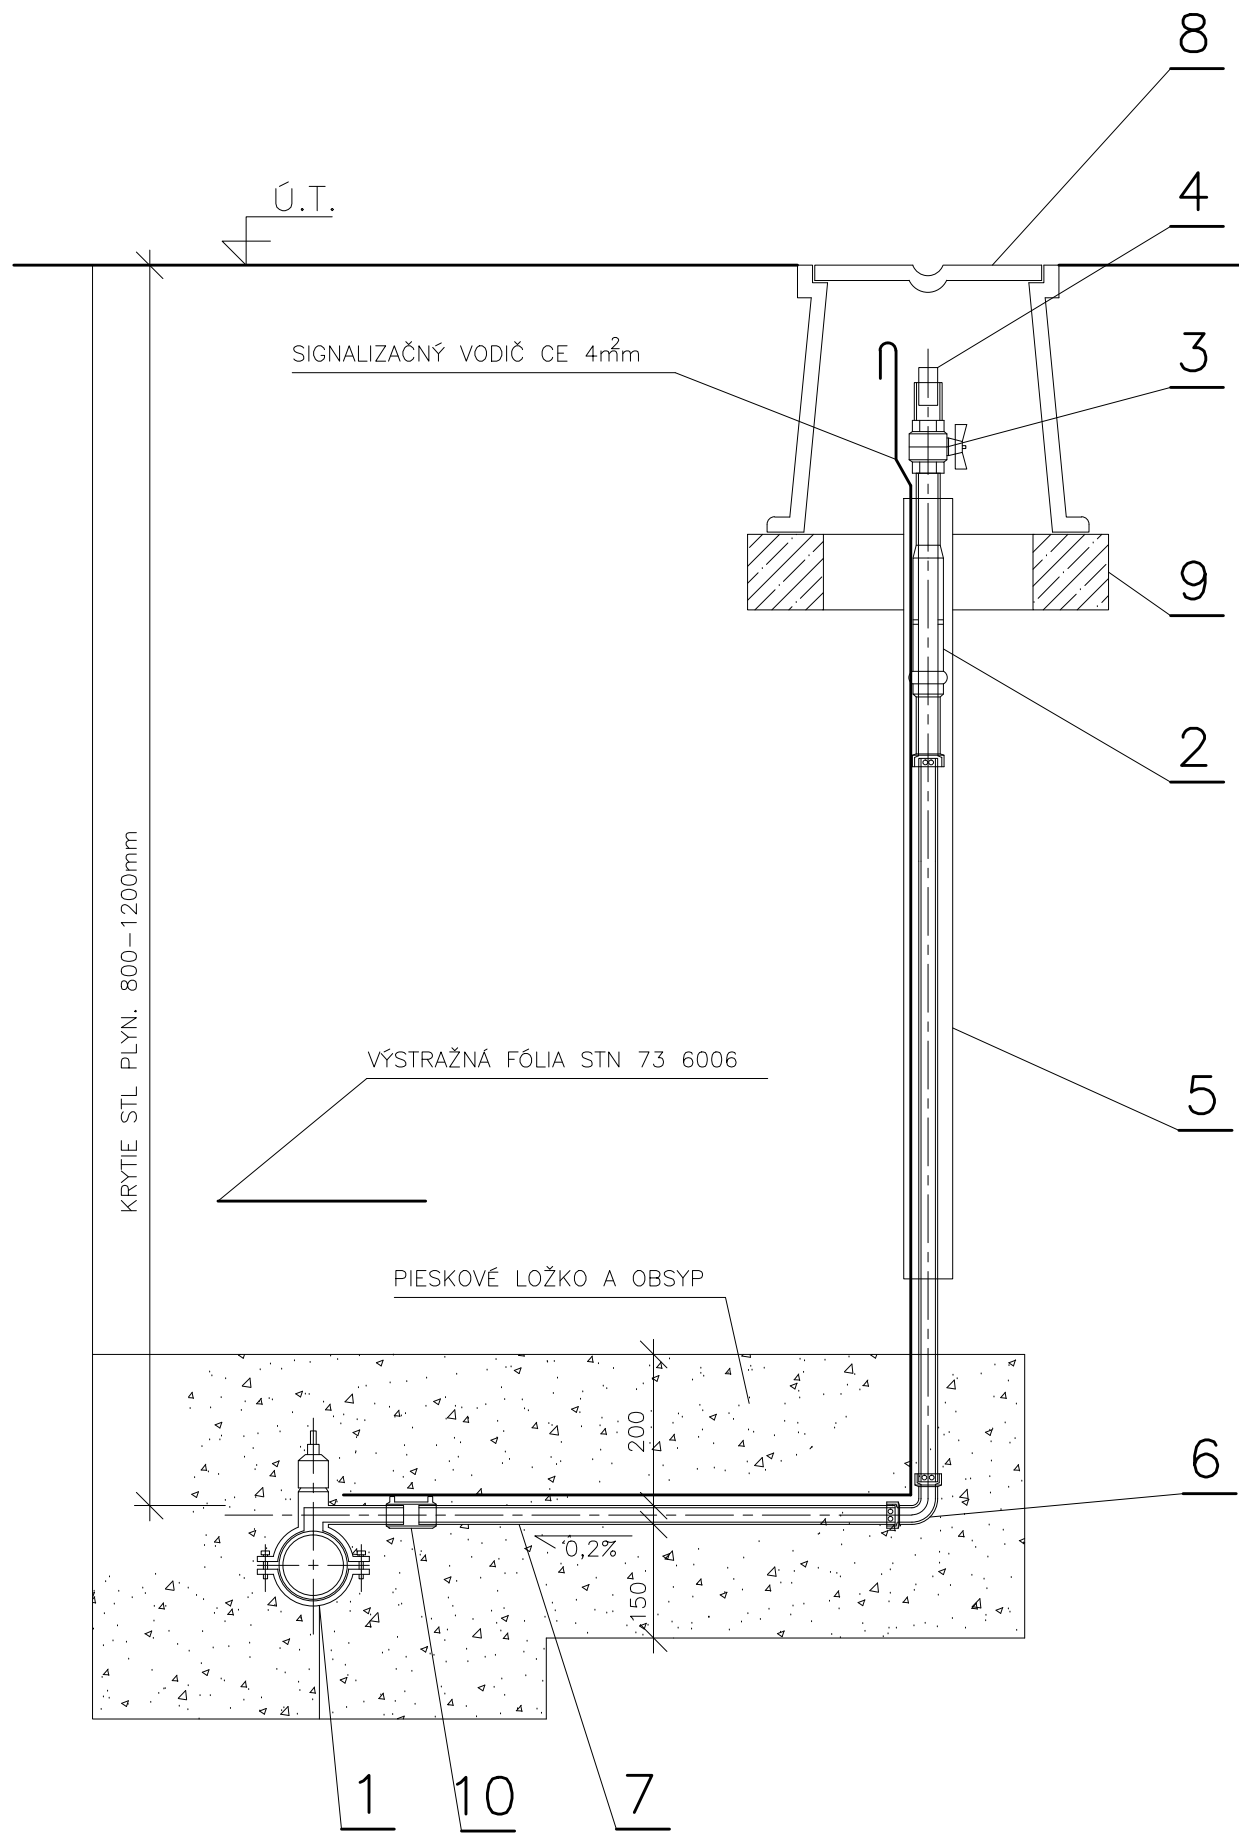 8
Ú.T.
4
SIGNALIZAČNÝ VODIČ CE 4mm²
3
9
2
KRYTIE STL PLYN. 800-1200mm
VÝSTRAŽNÁ FÓLIA STN 73 6006
5
PIESKOVÉ LOŽKO A OBSYP
200
6
0,2%
150
1
10
7